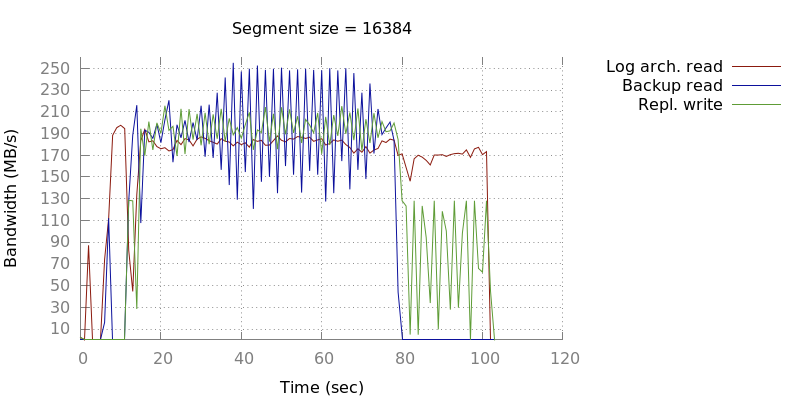 Segment size = 16384
Log arch. read
Backup read
Repl. write
Bandwidth (MB/s)
250
230
210
190
170
150
130
110
90
70
50
30
10
0 20 40 60 80 100 120
Time (sec)